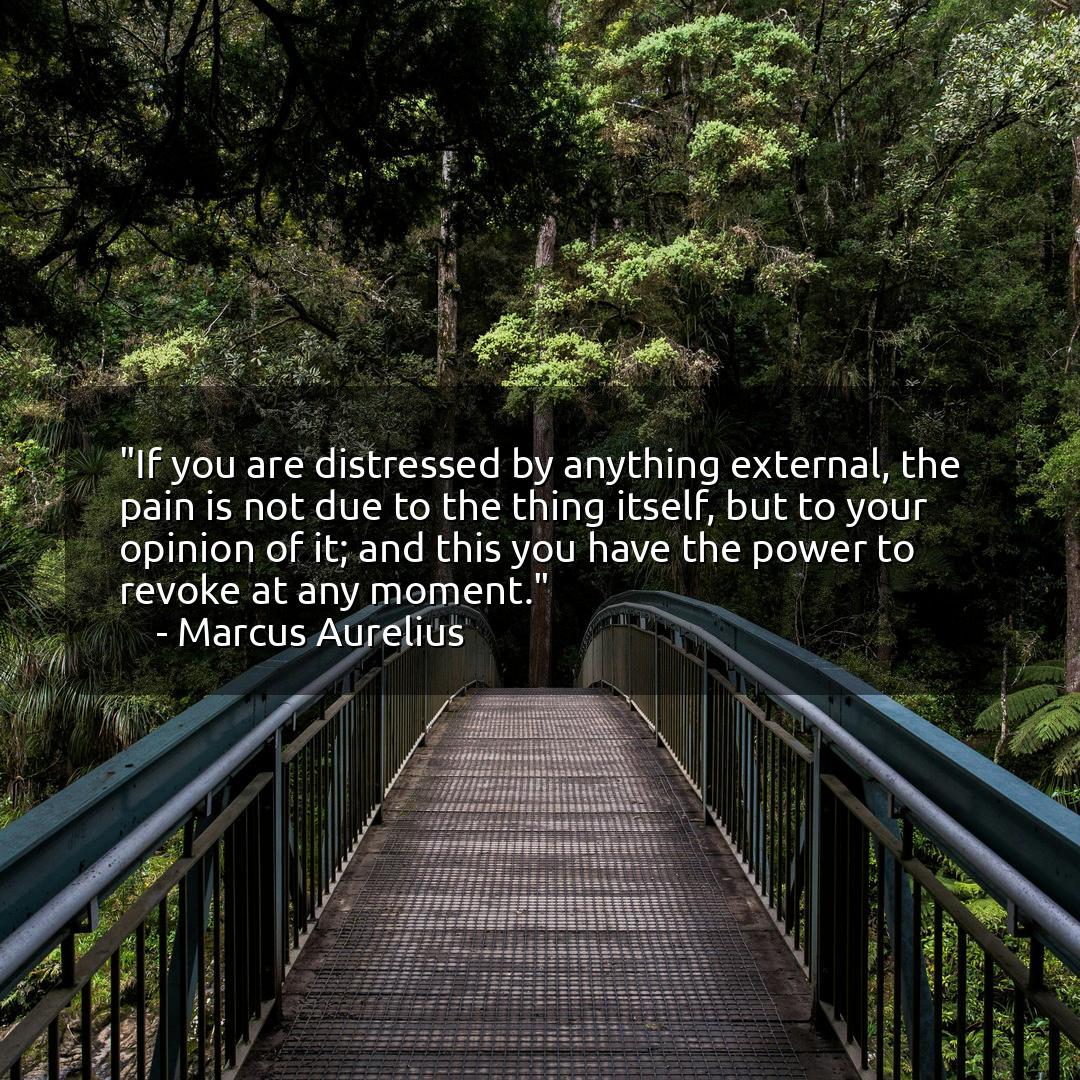 "If you are distressed by anything external, the
pain is not due to the thing itself, but to your
opinion of it; and this you have the power to
revoke at any moment."
- Marcus Aurelius